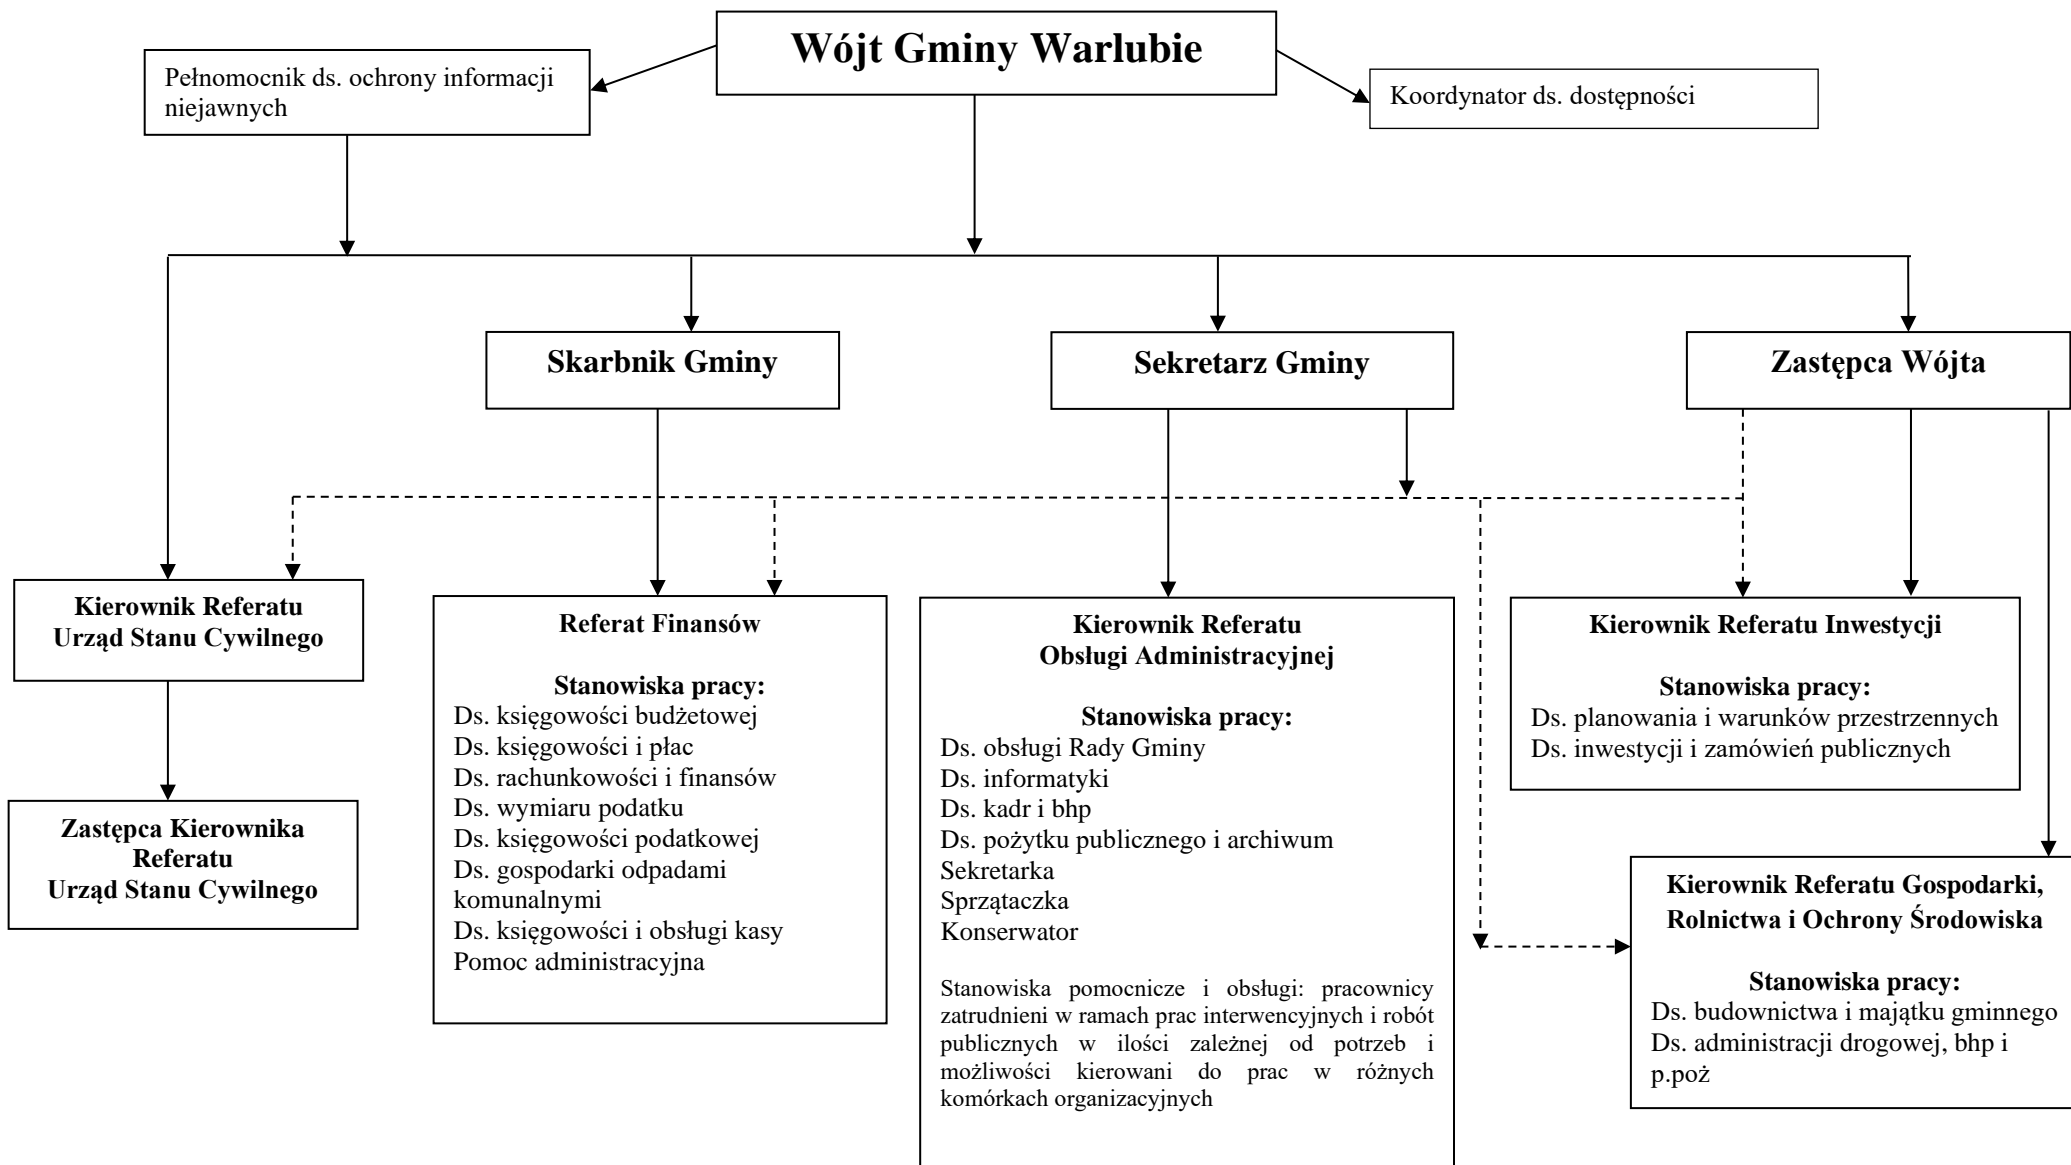 Wójt Gminy Warlubie
Pełnomocnik ds. ochrony informacji
niejawnych
Koordynator ds. dostępności
Skarbnik Gminy
Sekretarz Gminy
Zastępca Wójta
Kierownik Referatu
Urząd Stanu Cywilnego
Zastępca Kierownika
Referatu
Urząd Stanu Cywilnego
Referat Finansów
Stanowiska pracy:
Ds. księgowości budżetowej
Ds. księgowości i płac
Ds. rachunkowości i finansów
Ds. wymiaru podatku
Ds. księgowości podatkowej
Ds. gospodarki odpadami
komunalnymi
Ds. księgowości i obsługi kasy
Pomoc administracyjna
Kierownik Referatu
Obsługi Administracyjnej
Stanowiska pracy:
Ds. obsługi Rady Gminy
Ds. informatyki
Ds. kadr i bhp
Ds. pożytku publicznego i archiwum
Sekretarka
Sprzątaczka
Konserwator
Stanowiska pomocnicze i obsługi: pracownicy
zatrudnieni w ramach prac interwencyjnych i robót
publicznych w ilości zależnej od potrzeb i
możliwości kierowani do prac w różnych
komórkach organizacyjnych
Kierownik Referatu Inwestycji
Stanowiska pracy:
Ds. planowania i warunków przestrzennych
Ds. inwestycji i zamówień publicznych
Kierownik Referatu Gospodarki,
Rolnictwa i Ochrony Środowiska
Stanowiska pracy:
Ds. budownictwa i majątku gminnego
Ds. administracji drogowej, bhp i
p.poż